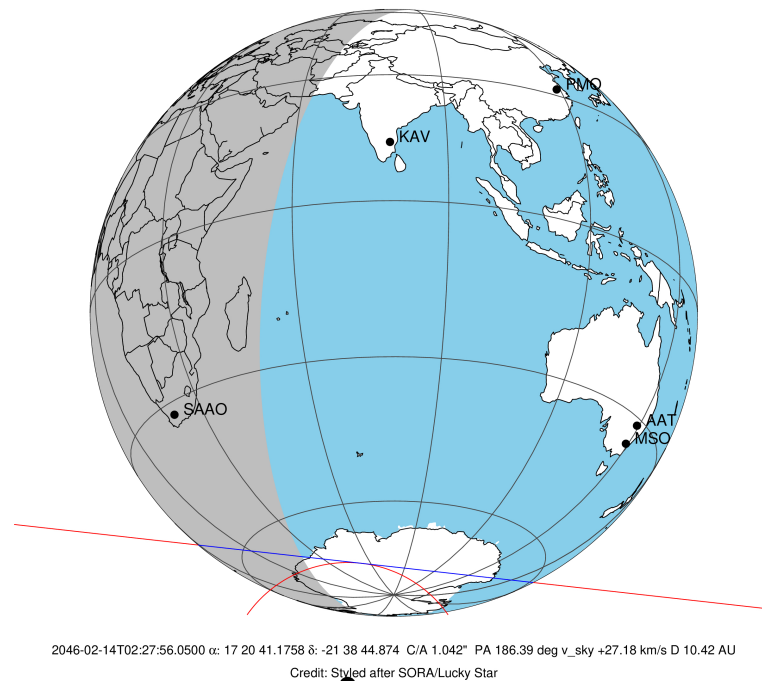 PMO
KAV
SAAO
AAT
MSO
2046-02-14T02:27:56.0500 α: 17 20 41.1758 δ: -21 38 44.874 C/A 1.042" PA 186.39 deg v_sky +27.18 km/s D 10.42 AU
Credit: Styled after SORA/Lucky Star